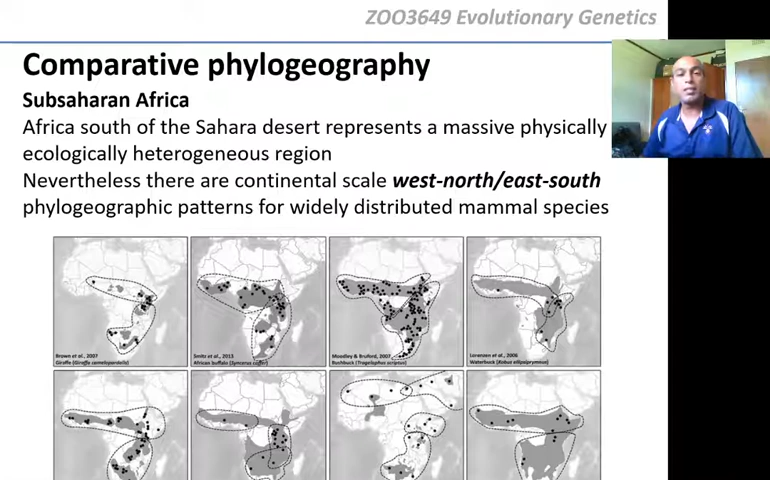 ZOO3649 Evolutionary Genetics
Comparative phylogeography
Subsaharan Africa
Africa south of the Sahara desert represents a massive physically
ecologically heterogeneous region
Nevertheless there are continental scale west-north/east-south
phylogeographic patterns for widely distributed mammal species
Brown et al., 2007
Giraffe (Giraffa camelopardalis)
Smitz et al., 2013
African buffalo (Syncerus caffer)
Moodley & Bruford, 2007
Bushbuck (Tragelaphus scriptus)
Lorenzen et al., 2006
Waterbuck (Kobus ellipsiprymnus)